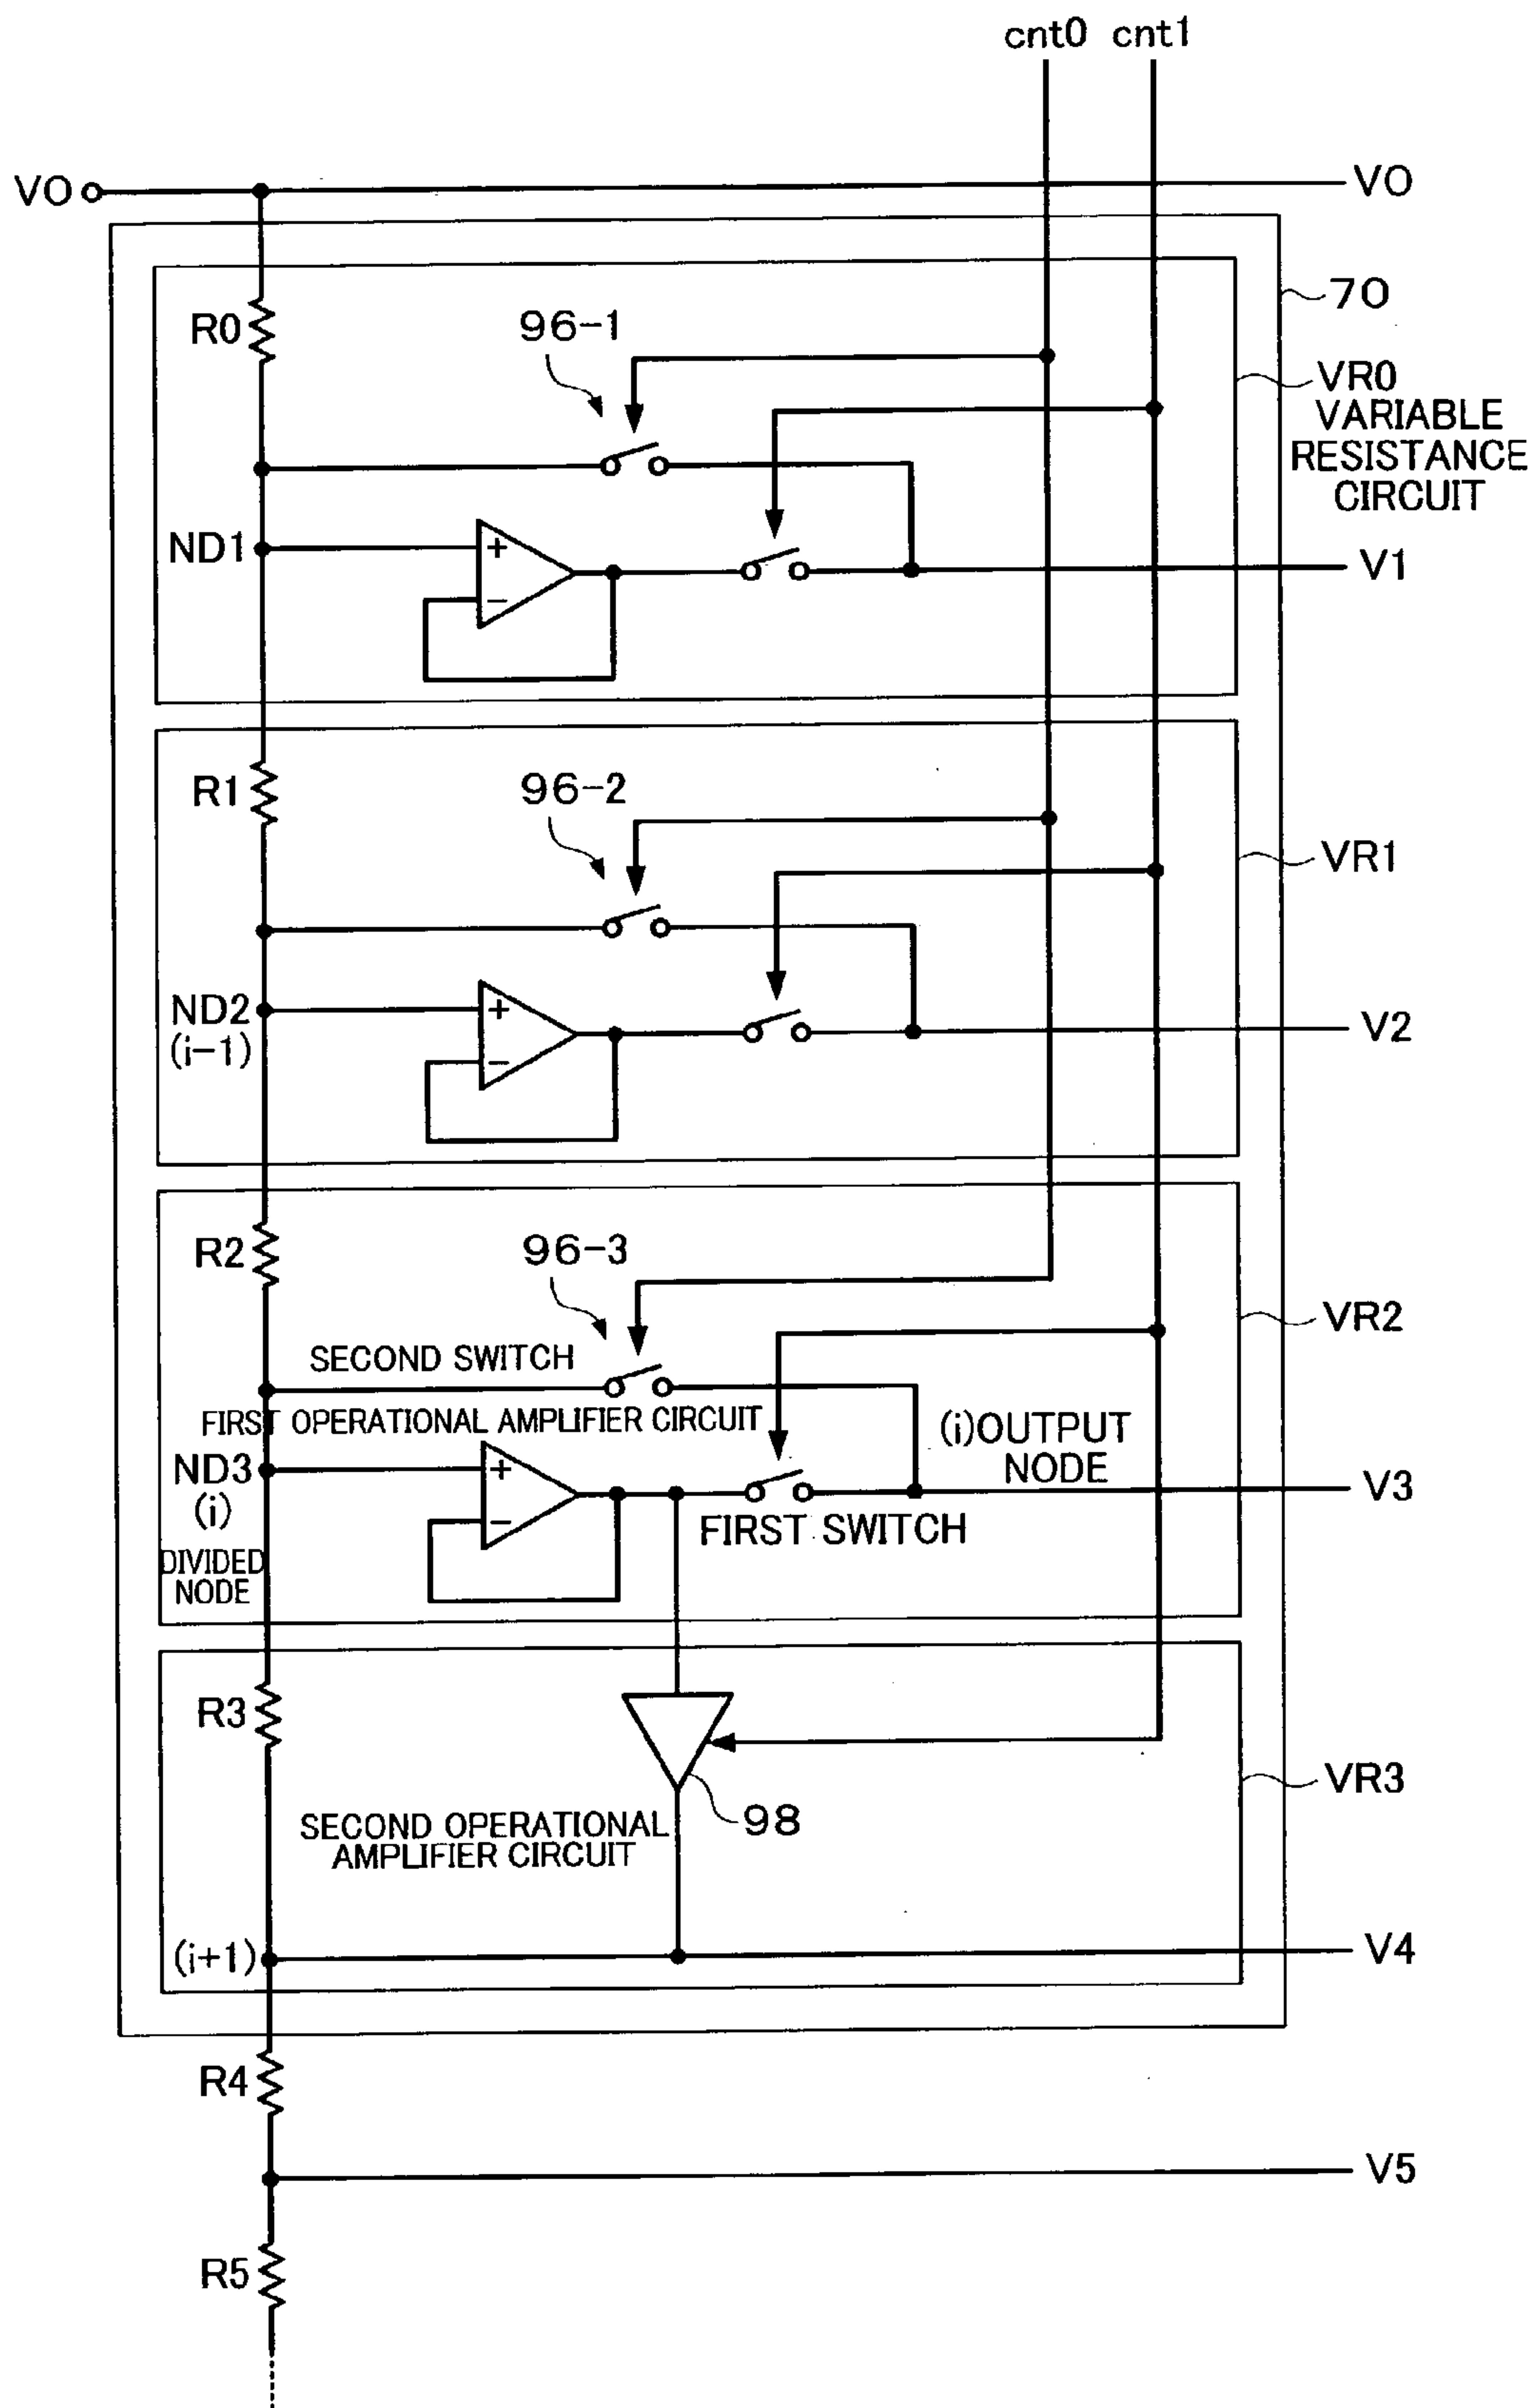 cnt0 cnt1
VO
VO
70
R0
96-1
VR0
VARIABLE
RESISTANCE
CIRCUIT
ND1
+
−
V1
R1
96-2
VR1
ND2
(i−1)
+
−
V2
R2
96-3
VR2
SECOND SWITCH
FIRST OPERATIONAL AMPLIFIER CIRCUIT
(i)OUTPUT
NODE
ND3
(i)
+
−
V3
FIRST SWITCH
DIVIDED
NODE
R3
VR3
98
SECOND OPERATIONAL
AMPLIFIER CIRCUIT
(i+1)
V4
R4
V5
R5